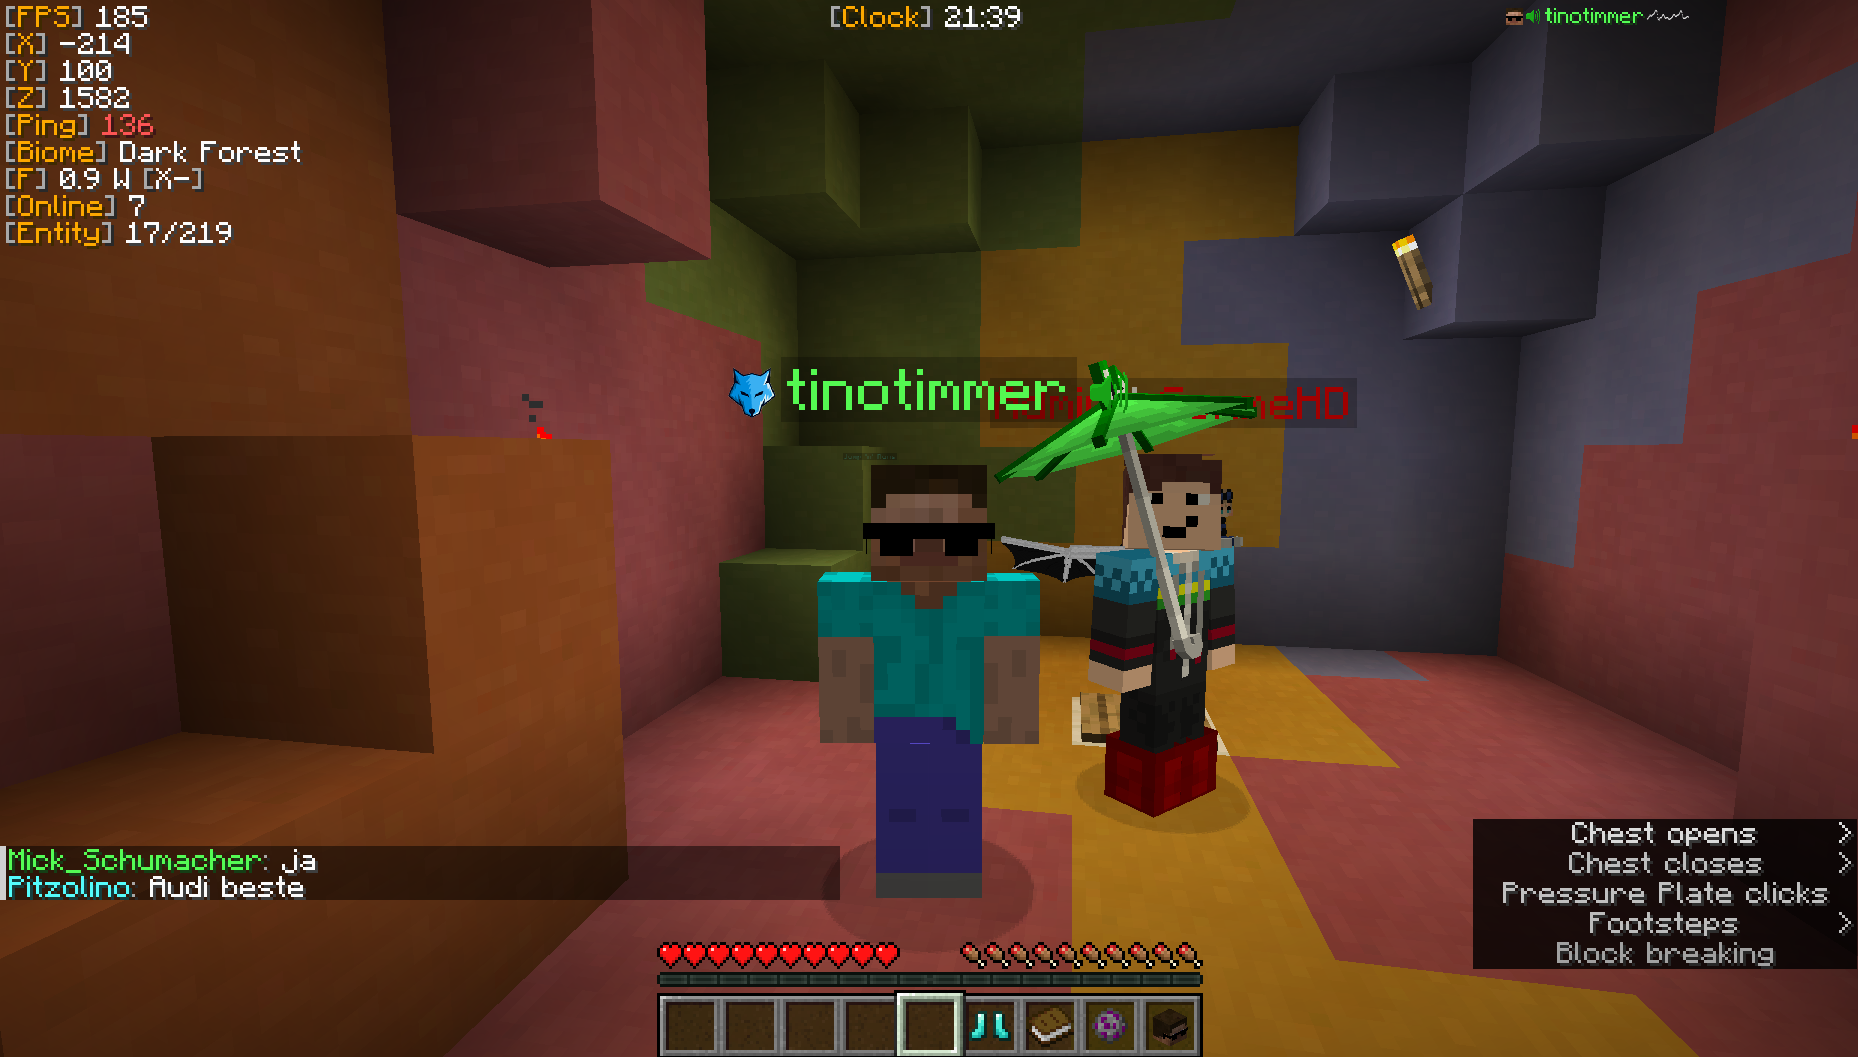 [FPS] 185
[Clock] 21:39
tinotimmer
[X] -214
[Y] 100
[Z] 1582
[Ping] 136
[Biome] Dark Forest
[F] 0.9 W [X-]
[Online] 7
[Entity] 17/219
tinotimmer
Mick_Schumacher: ja
Pitzolino: Audi beste
Chest opens >
Chest closes >
Pressure Plate clicks
Footsteps >
Block breaking